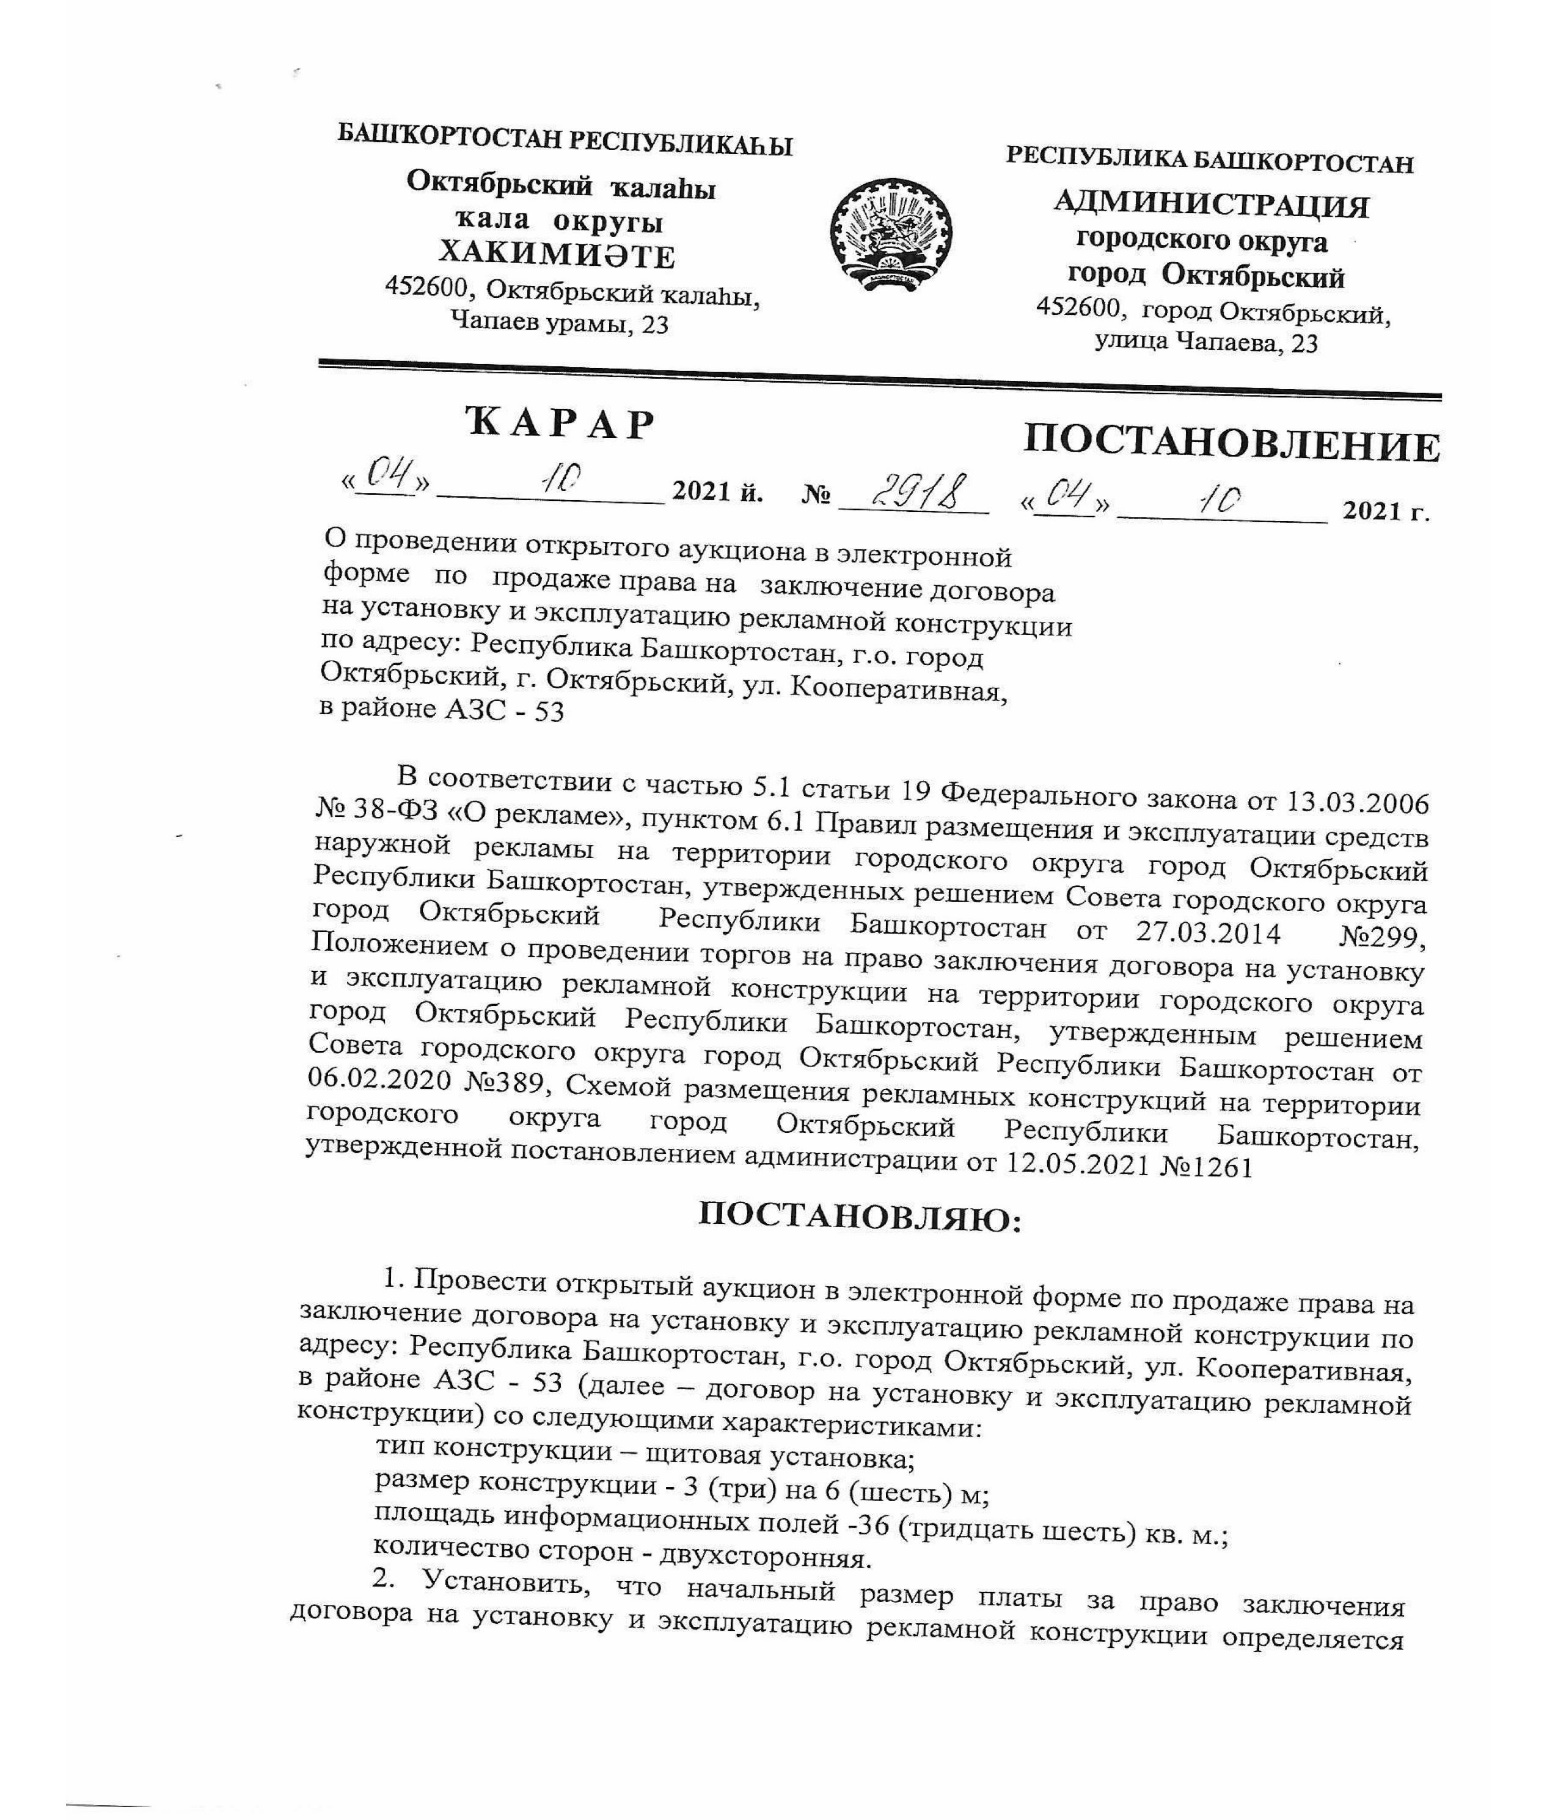 БАШҠОРТОСТАН РЕСПУБЛИКАҺЫ
Октябрьский ҡалаһы
ҡала округы
ХАКИМИӘТЕ
452600, Октябрьский ҡалаһы,
Чапаев урамы, 23
БАШКОРТОСТАН
РЕСПУБЛИКА БАШКОРТОСТАН
АДМИНИСТРАЦИЯ
городского округа
город Октябрьский
452600, город Октябрьский,
улица Чапаева, 23
ҠАРАР
ПОСТАНОВЛЕНИЕ
«04» 10 2021 й. № 2918 «04» 10 2021 г.
О проведении открытого аукциона в электронной
форме по продаже права на заключение договора
на установку и эксплуатацию рекламной конструкции
по адресу: Республика Башкортостан, г.о. город
Октябрьский, г. Октябрьский, ул. Кооперативная,
в районе АЗС - 53
В соответствии с частью 5.1 статьи 19 Федерального закона от 13.03.2006
№ 38-ФЗ «О рекламе», пунктом 6.1 Правил размещения и эксплуатации средств
наружной рекламы на территории городского округа город Октябрьский
Республики Башкортостан, утвержденных решением Совета городского округа
город Октябрьский Республики Башкортостан от 27.03.2014 №299,
Положением о проведении торгов на право заключения договора на установку
и эксплуатацию рекламной конструкции на территории городского округа
город Октябрьский Республики Башкортостан, утвержденным решением
Совета городского округа город Октябрьский Республики Башкортостан от
06.02.2020 №389, Схемой размещения рекламных конструкций на территории
городского округа город Октябрьский Республики Башкортостан,
утвержденной постановлением администрации от 12.05.2021 №1261
ПОСТАНОВЛЯЮ:
1. Провести открытый аукцион в электронной форме по продаже права на
заключение договора на установку и эксплуатацию рекламной конструкции по
адресу: Республика Башкортостан, г.о. город Октябрьский, ул. Кооперативная,
в районе АЗС - 53 (далее – договор на установку и эксплуатацию рекламной
конструкции) со следующими характеристиками:
тип конструкции – щитовая установка;
размер конструкции - 3 (три) на 6 (шесть) м;
площадь информационных полей -36 (тридцать шесть) кв. м.;
количество сторон - двухсторонняя.
2. Установить, что начальный размер платы за право заключения
договора на установку и эксплуатацию рекламной конструкции определяется